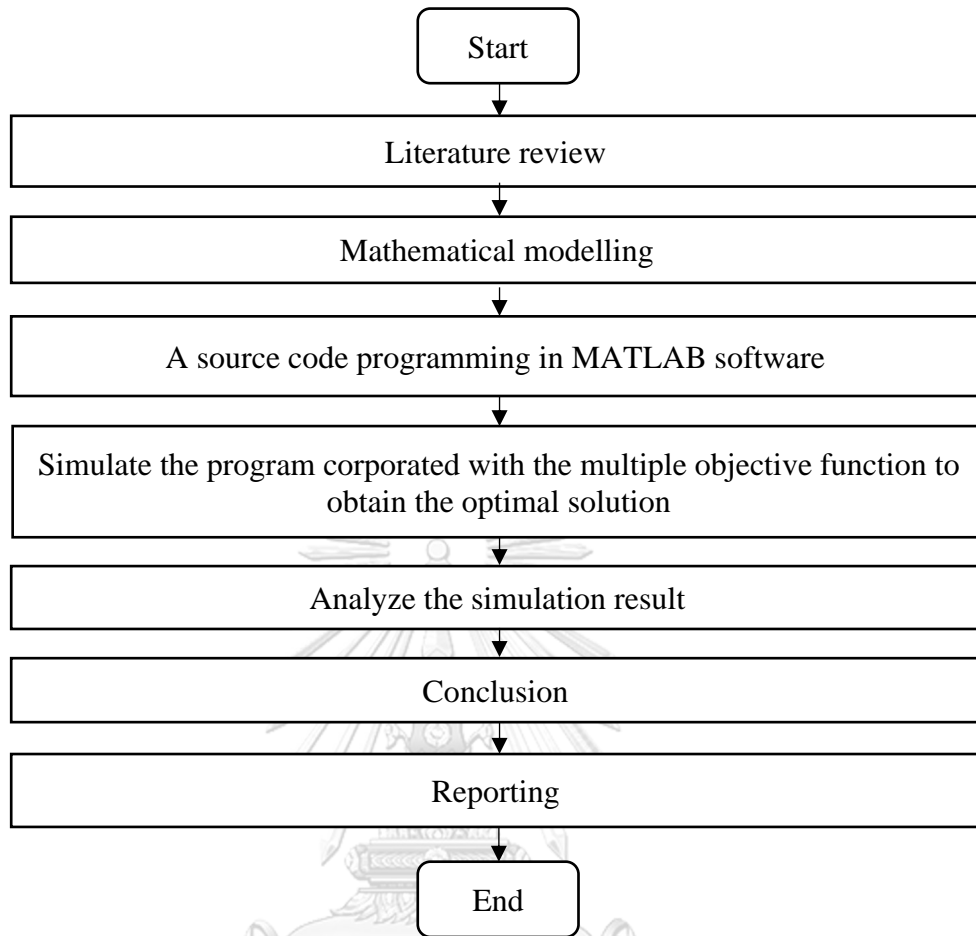 Start
Literature review
Mathematical modelling
A source code programming in MATLAB software
Simulate the program corporated with the multiple objective function to
obtain the optimal solution
Analyze the simulation result
Conclusion
Reporting
End